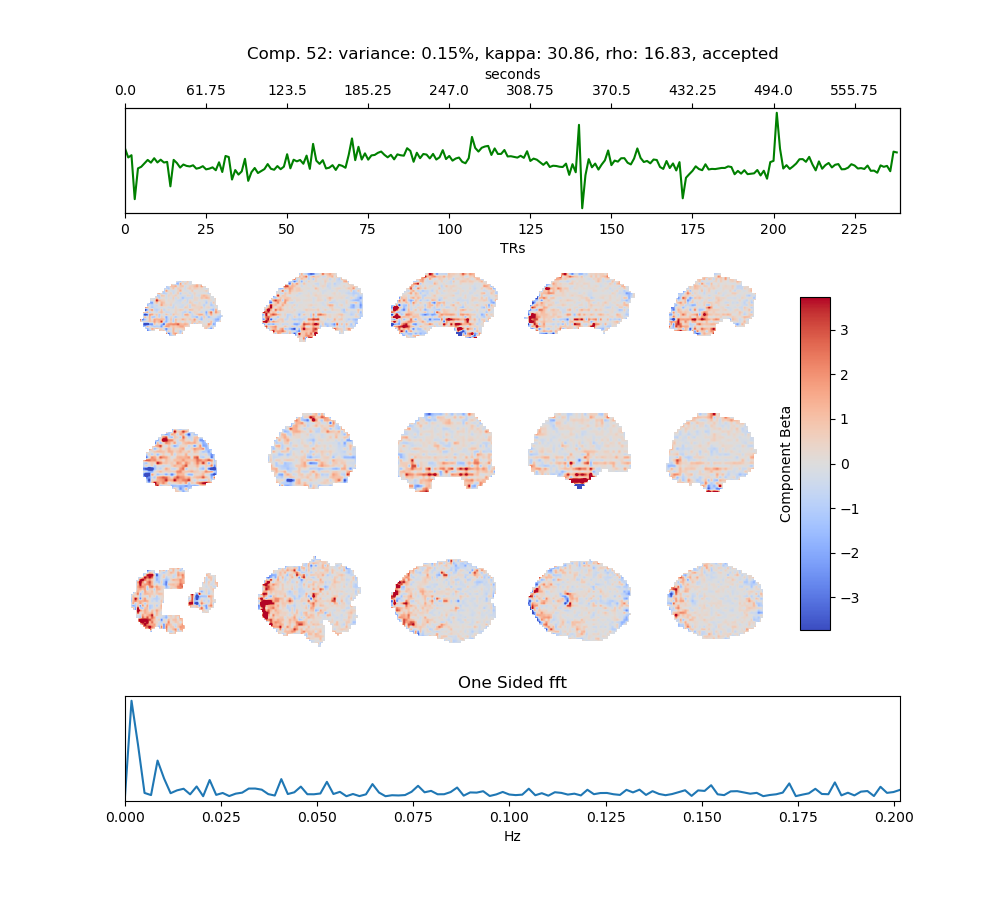 Comp. 52: variance: 0.15%, kappa: 30.86, rho: 16.83, accepted
seconds
0.0 61.75 123.5 185.25 247.0 308.75 370.5 432.25 494.0 555.75
0 25 50 75 100 125 150 175 200 225
TRs
3
2
1
0
−1
−2
−3
Component Beta
One Sided fft
0.000 0.025 0.050 0.075 0.100 0.125 0.150 0.175 0.200
Hz